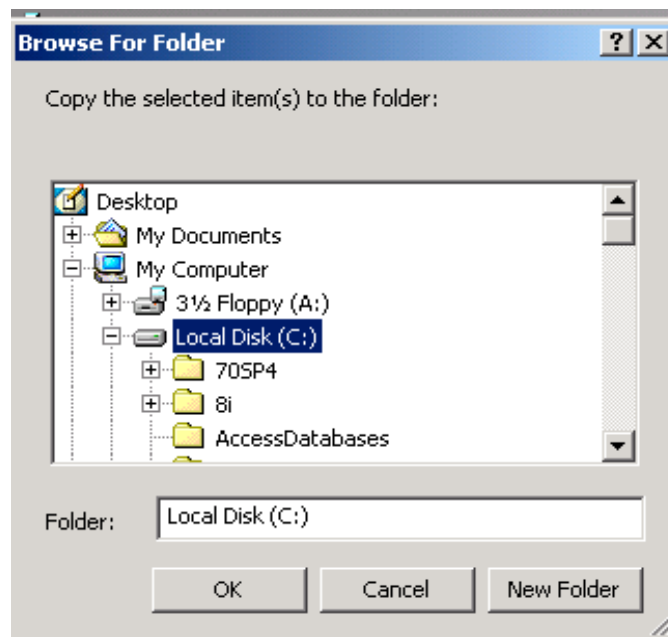 Browse For Folder
Copy the selected item(s) to the folder:
Desktop
My Documents
My Computer
3½ Floppy (A:)
Local Disk (C:)
70SP4
8i
AccessDatabases
Folder: Local Disk (C:)
OK Cancel New Folder